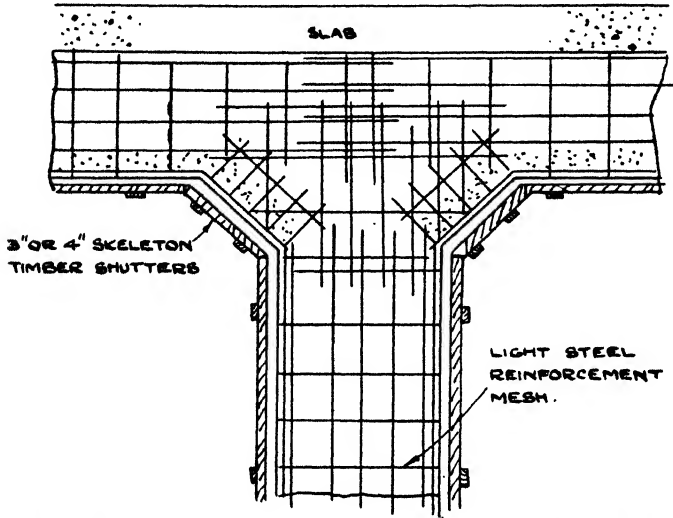 SLAB
3" OR 4" SKELETON
TIMBER SHUTTERS
LIGHT STEEL
REINFORCEMENT
MESH.